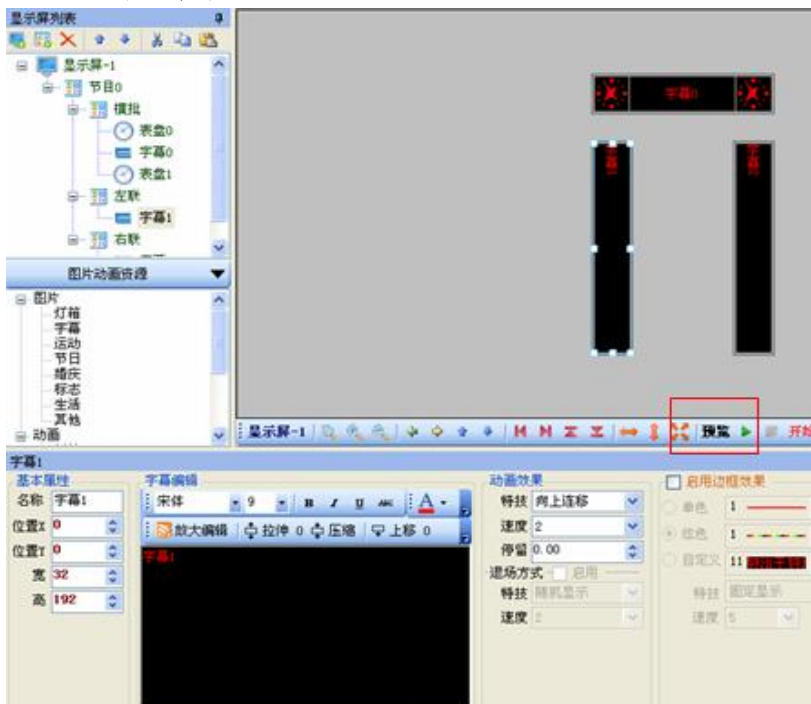 显示屏列表
显示屏-1
节目0
横批
表盘0
字幕0
表盘1
左联
字幕1
右联
图片动画资源
图片
灯箱
字幕
运动
节日
婚庆
标志
生活
其他
动画
字幕0
字幕1
显示屏-1 预览 开始
字幕1
基本属性
名称 字幕1
位置X 0
位置Y 0
宽 32
高 192
字幕编辑
宋体 9 B I U ABC A
放大编辑 拉伸 0 压缩 上移 0
字幕1
动画效果
特技 向上连移
速度 2
停留 0.00
退场方式 启用
特技 随机显示
速度 2
启用边框效果
单色 1
炫色 1
自定义 11
特技 固定显示
速度 5